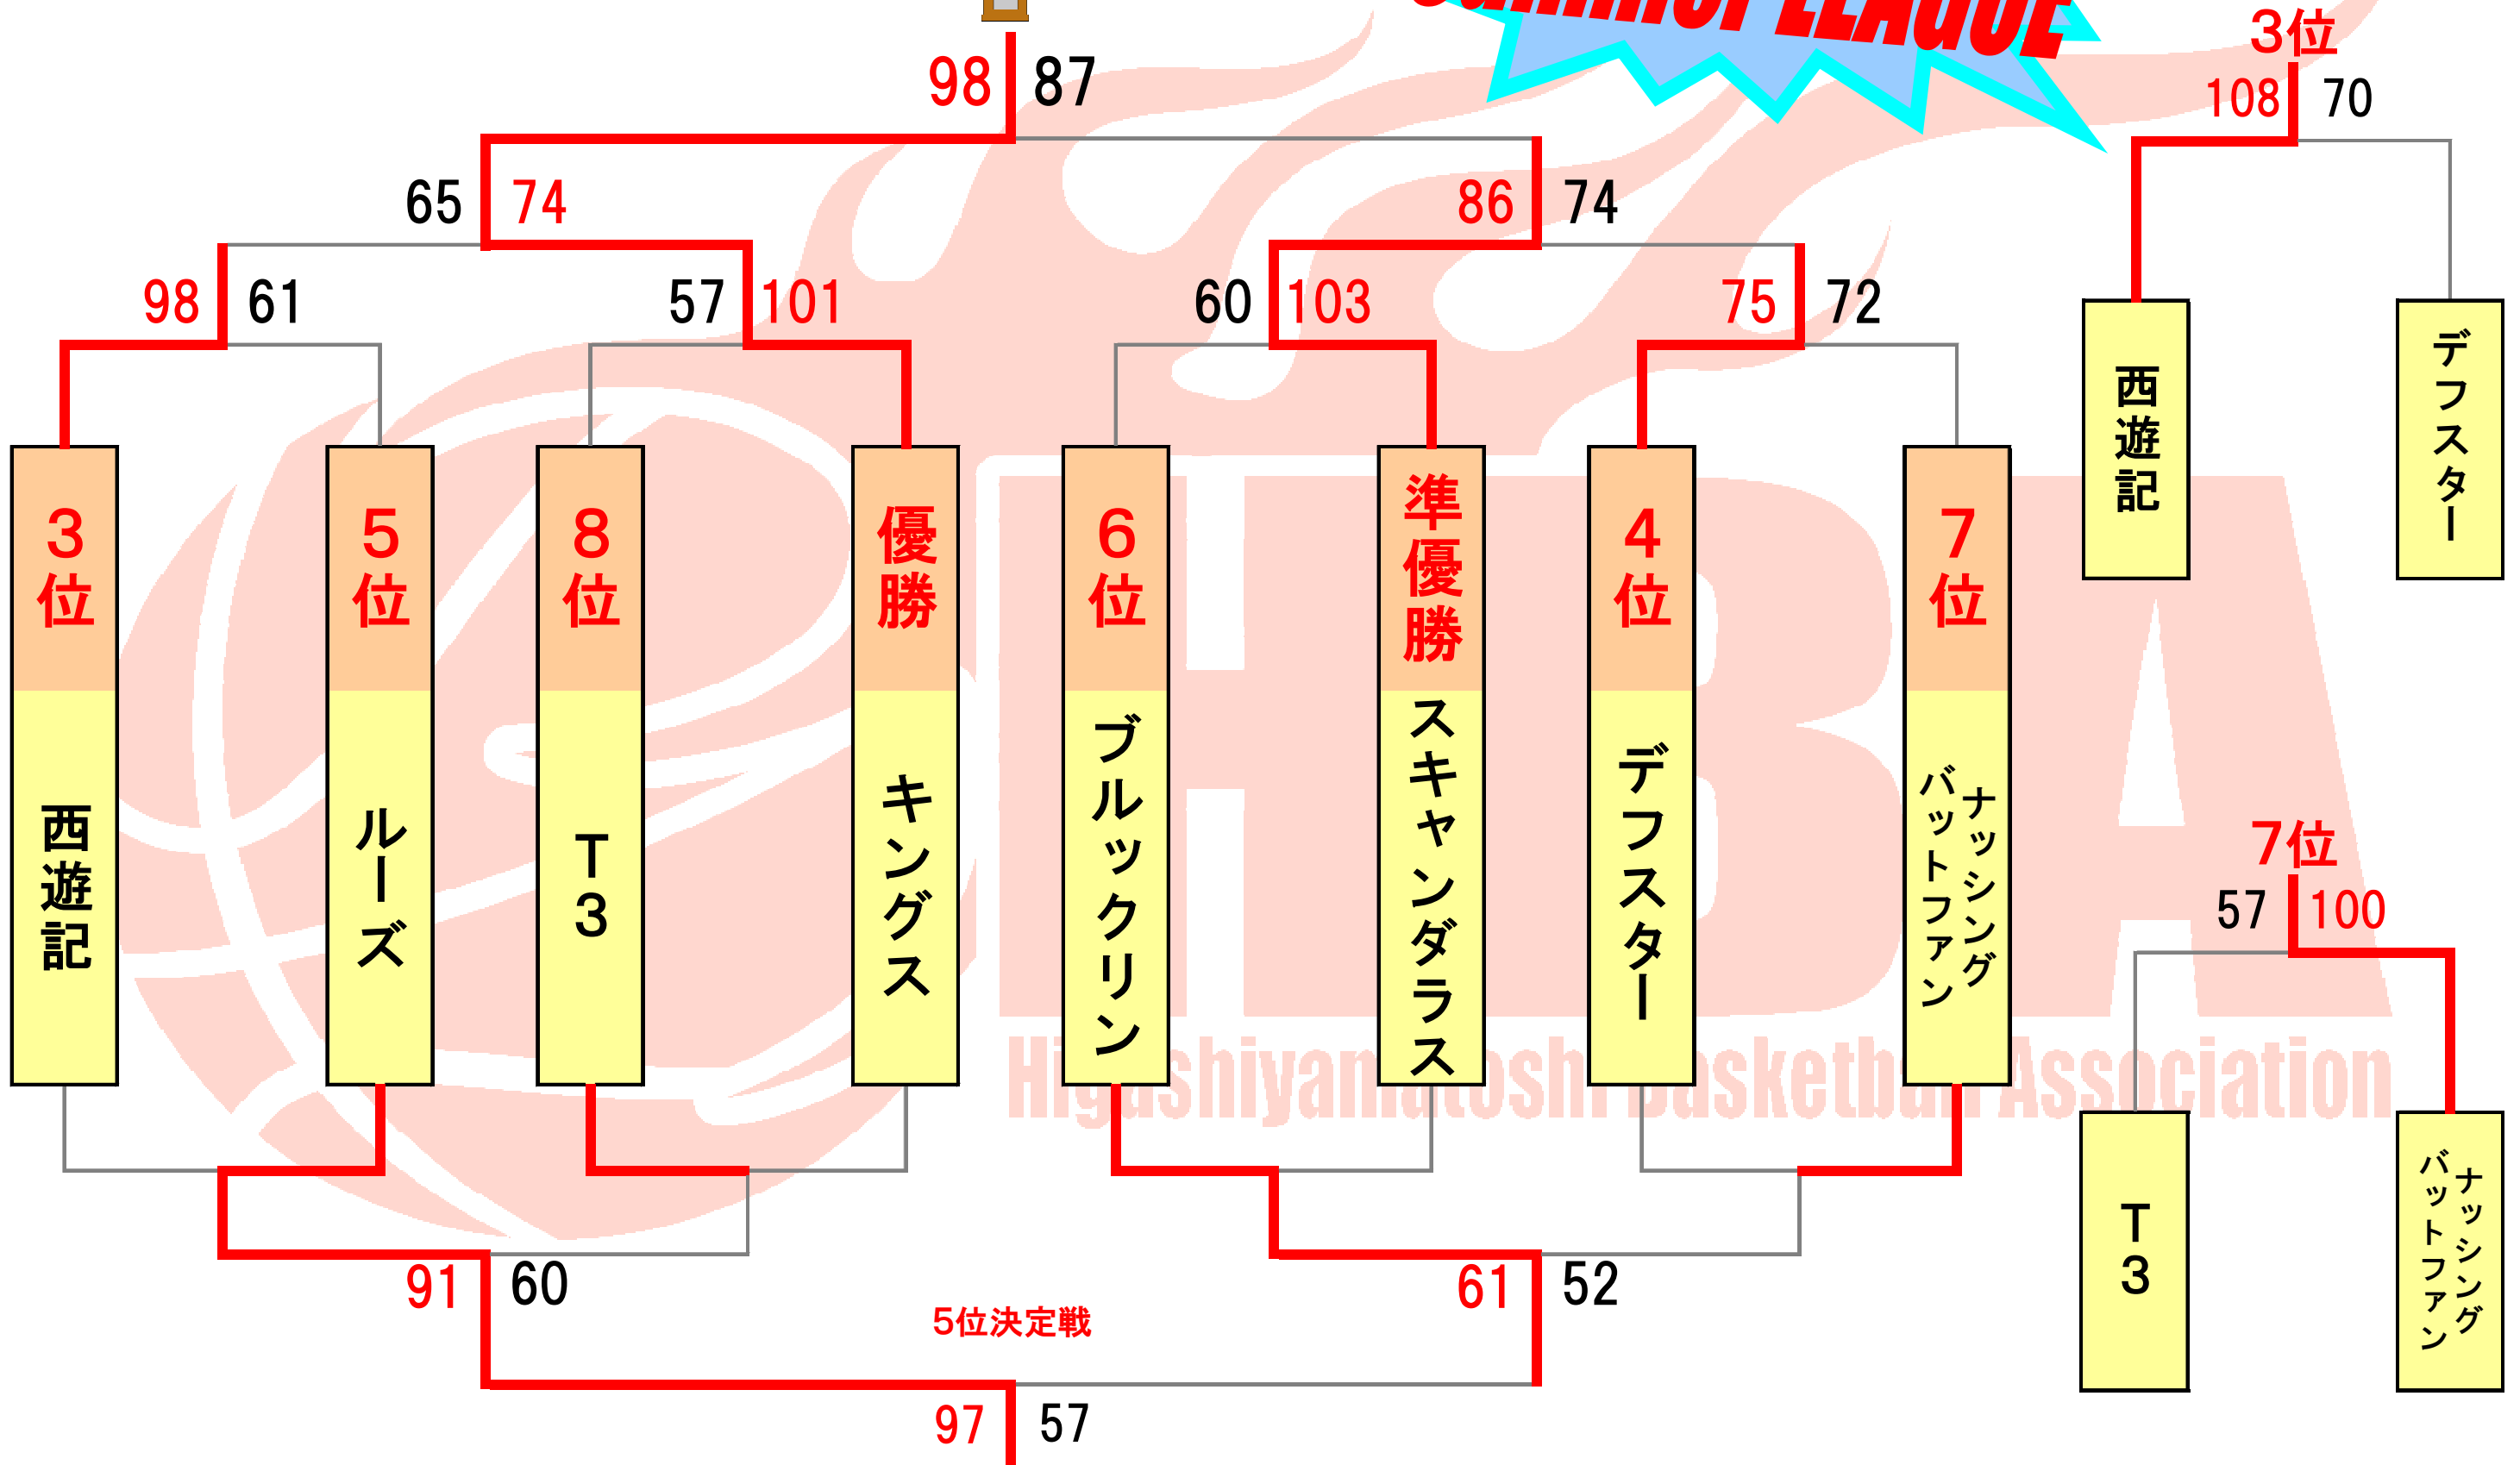 LEAGUE
3位
98 87
108 70
65 74
86 74
98 61
57 101
60 103
75 72
西遊記
デフスター
3位
西遊記
5位
ルーズ
8位
T3
優勝
キングス
6位
ブルックリン
準優勝
スキャンダラス
4位
デフスター
7位
ナッシング
バットファン
7位
57 100
T3
ナッシング
バットファン
Higashiyamatoshi Basketball Association
91 60
61 52
5位決定戦
97 57